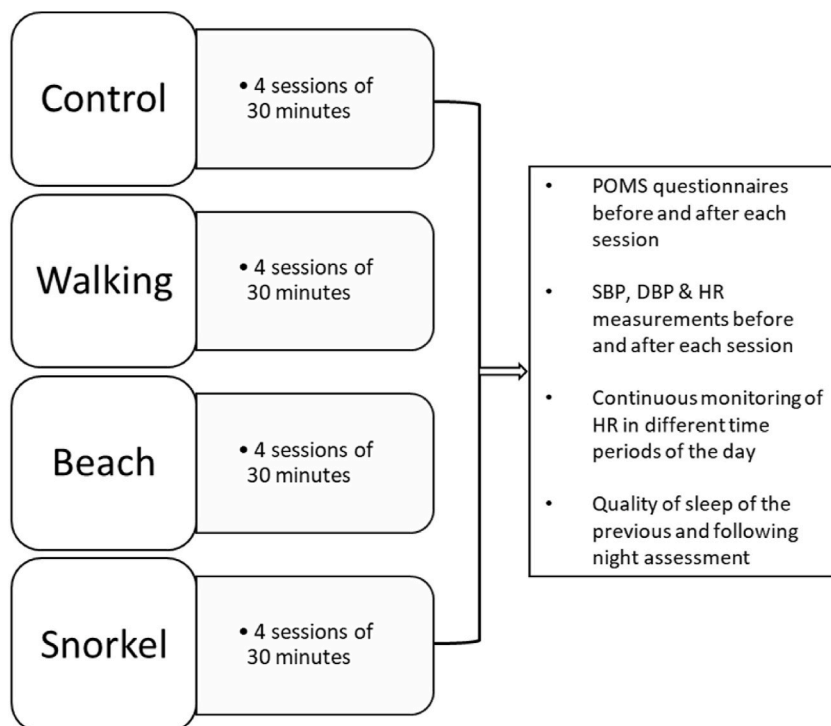 Control
• 4 sessions of
30 minutes
Walking
• 4 sessions of
30 minutes
Beach
• 4 sessions of
30 minutes
Snorkel
• 4 sessions of
30 minutes
• POMS questionnaires
before and after each
session
• SBP, DBP & HR
measurements before
and after each session
• Continuous monitoring of
HR in different time
periods of the day
• Quality of sleep of the
previous and following
night assessment